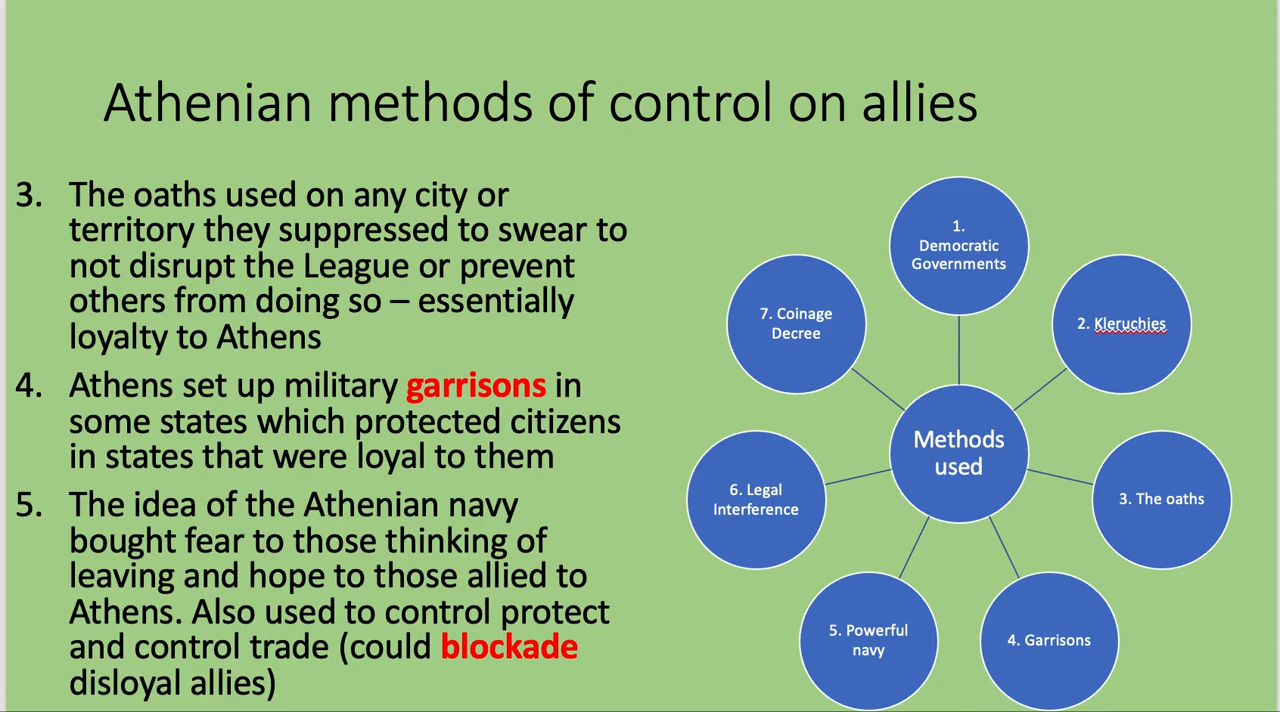 Athenian methods of control on allies
3. The oaths used on any city or
territory they suppressed to swear to
not disrupt the League or prevent
others from doing so – essentially
loyalty to Athens
4. Athens set up military garrisons in
some states which protected citizens
in states that were loyal to them
5. The idea of the Athenian navy
bought fear to those thinking of
leaving and hope to those allied to
Athens. Also used to control protect
and control trade (could blockade
disloyal allies)
Methods
used
1.
Democratic
Governments
2. Kleruchies
3. The oaths
4. Garrisons
5. Powerful
navy
6. Legal
Interference
7. Coinage
Decree